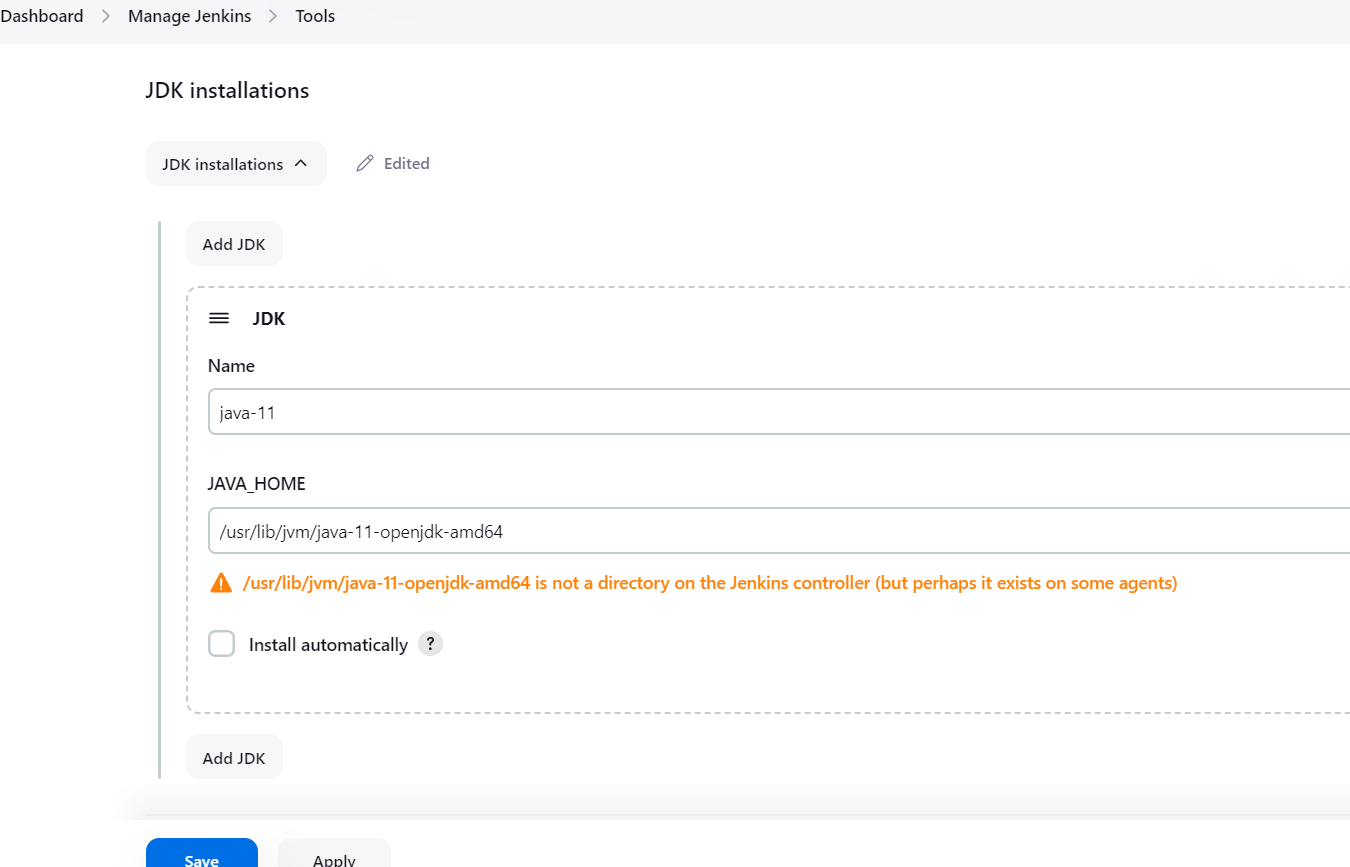 Dashboard > Manage Jenkins > Tools
JDK installations
JDK installations Edited
Add JDK
JDK
Name
java-11
JAVA_HOME
/usr/lib/jvm/java-11-openjdk-amd64
/usr/lib/jvm/java-11-openjdk-amd64 is not a directory on the Jenkins controller (but perhaps it exists on some agents)
Install automatically ?
Add JDK
Save Apply